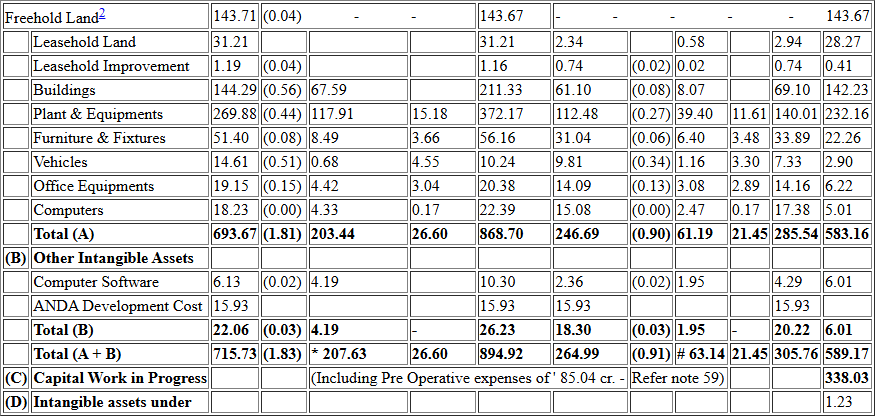 Freehold Land2 143.71 (0.04) - - 143.67 - - - - - 143.67
Leasehold Land 31.21 31.21 2.34 0.58 2.94 28.27
Leasehold Improvement 1.19 (0.04) 1.16 0.74 (0.02) 0.02 0.74 0.41
Buildings 144.29 (0.56) 67.59 211.33 61.10 (0.08) 8.07 69.10 142.23
Plant & Equipments 269.88 (0.44) 117.91 15.18 372.17 112.48 (0.27) 39.40 11.61 140.01 232.16
Furniture & Fixtures 51.40 (0.08) 8.49 3.66 56.16 31.04 (0.06) 6.40 3.48 33.89 22.26
Vehicles 14.61 (0.51) 0.68 4.55 10.24 9.81 (0.34) 1.16 3.30 7.33 2.90
Office Equipments 19.15 (0.15) 4.42 3.04 20.38 14.09 (0.13) 3.08 2.89 14.16 6.22
Computers 18.23 (0.00) 4.33 0.17 22.39 15.08 (0.00) 2.47 0.17 17.38 5.01
Total (A) 693.67 (1.81) 203.44 26.60 868.70 246.69 (0.90) 61.19 21.45 285.54 583.16
(B) Other Intangible Assets
Computer Software 6.13 (0.02) 4.19 10.30 2.36 (0.02) 1.95 4.29 6.01
ANDA Development Cost 15.93 15.93 15.93 15.93
Total (B) 22.06 (0.03) 4.19 - 26.23 18.30 (0.03) 1.95 - 20.22 6.01
Total (A + B) 715.73 (1.83) * 207.63 26.60 894.92 264.99 (0.91) # 63.14 21.45 305.76 589.17
(C) Capital Work in Progress (Including Pre Operative expenses of ' 85.04 cr. - Refer note 59) 338.03
(D) Intangible assets under 1.23